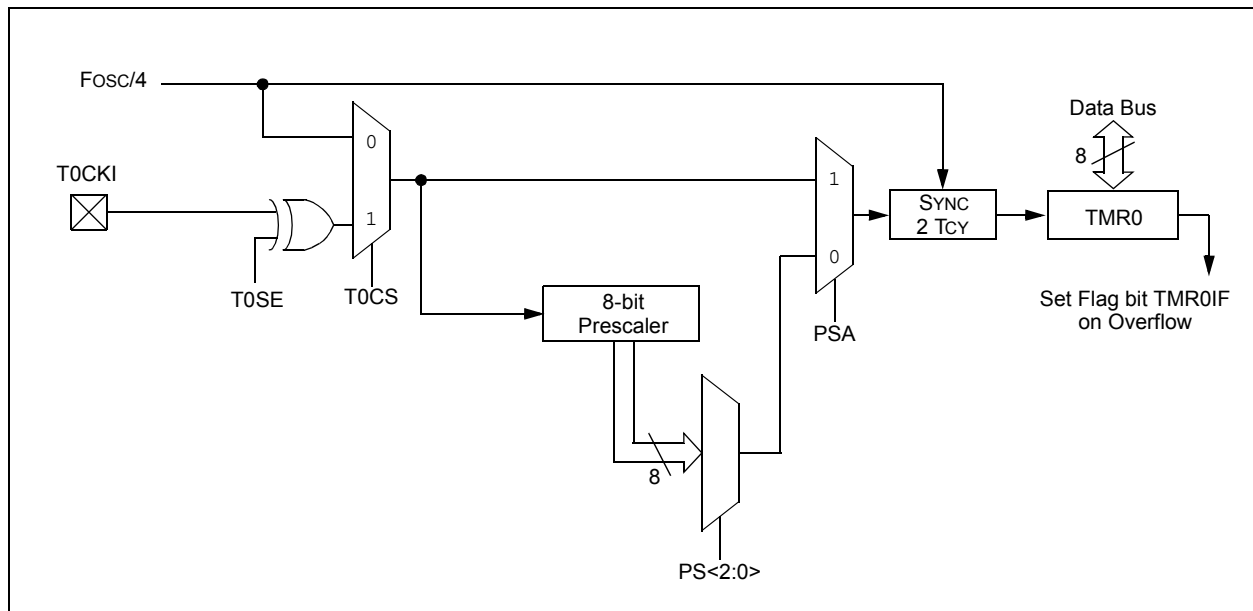 FOSC/4
Data Bus
8
T0CKI
0
1
1
0
SYNC
2 TCY
TMR0
T0SE
T0CS
8-bit
Prescaler
PSA
Set Flag bit TMR0IF
on Overflow
8
PS<2:0>